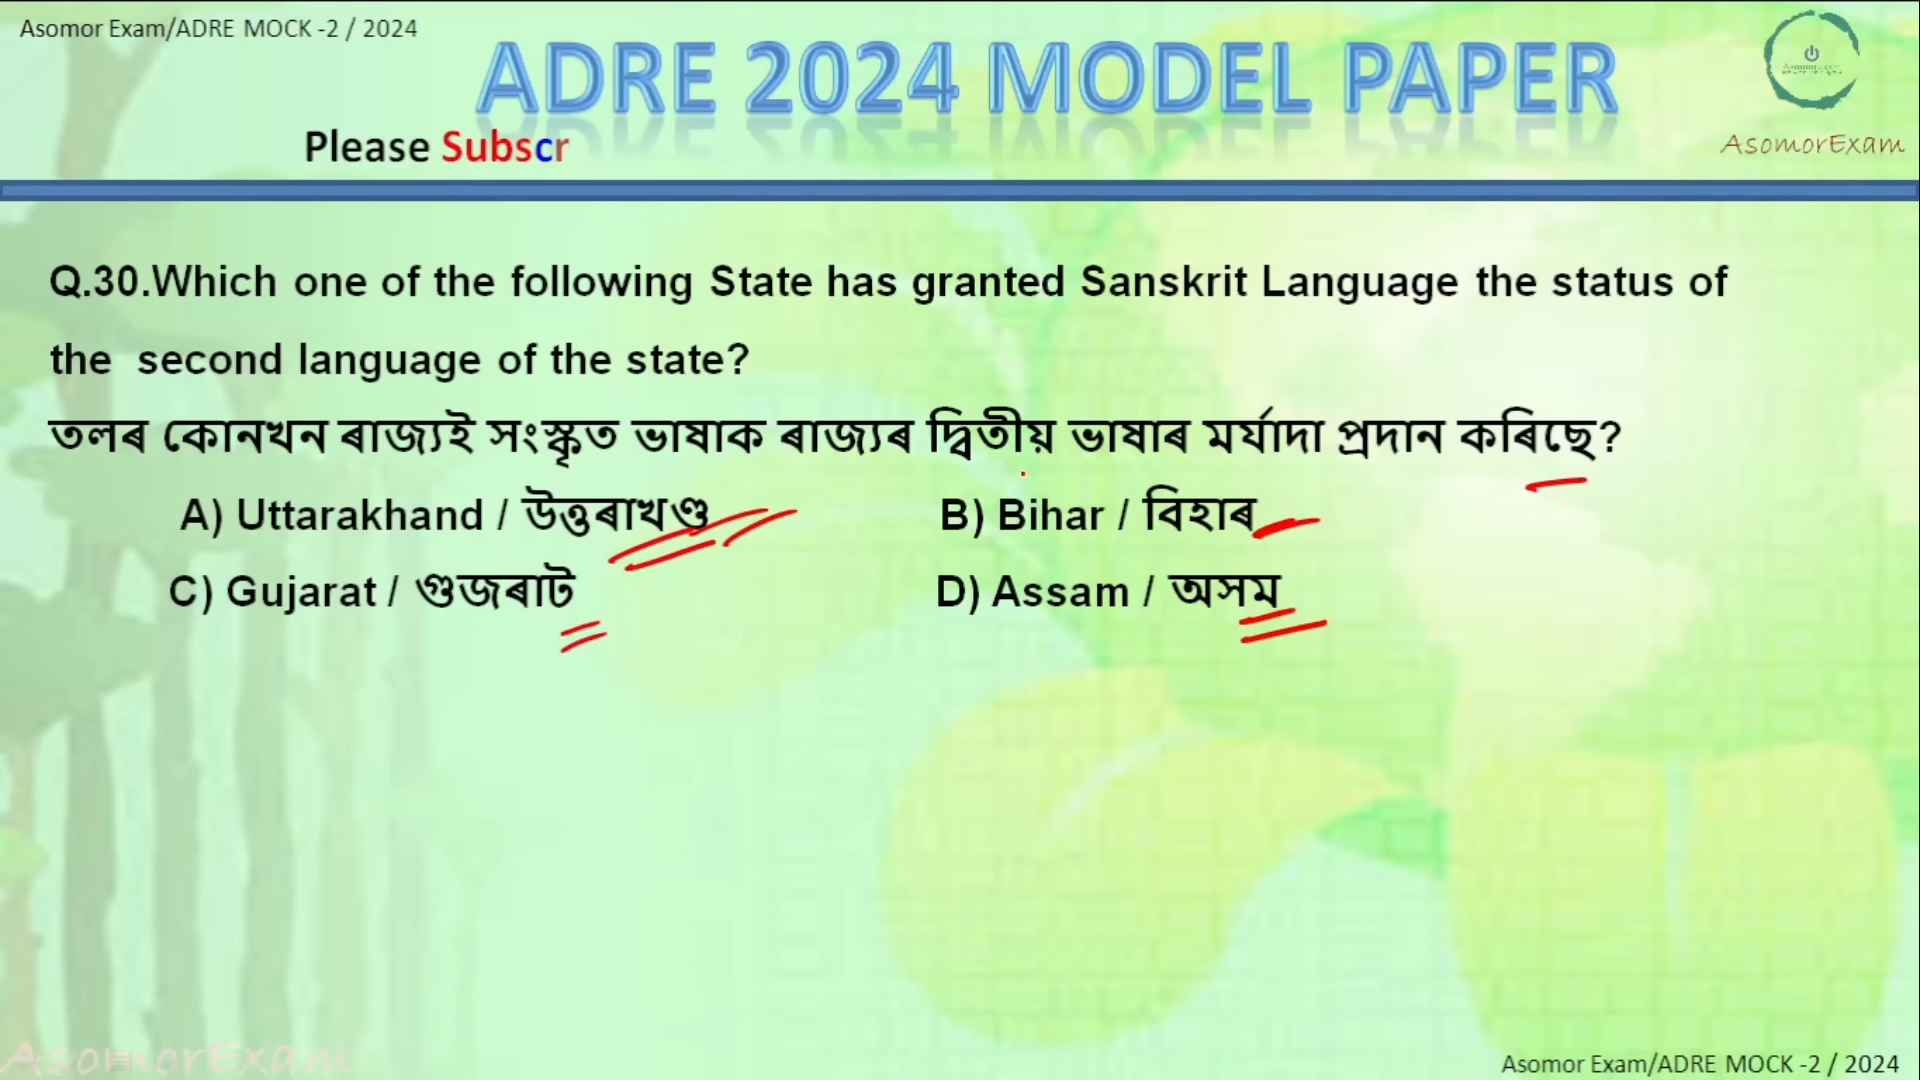 Asomor Exam/ADRE MOCK -2 / 2024
ADRE 2024 MODEL PAPER
Please Subscr
AsomorExam
Q.30.Which one of the following State has granted Sanskrit Language the status of
the second language of the state?
তলৰ কোনখন ৰাজ্যই সংস্কৃত ভাষাক ৰাজ্যৰ দ্বিতীয় ভাষাৰ মৰ্যাদা প্ৰদান কৰিছে?
A) Uttarakhand / উত্তৰাখণ্ড B) Bihar / বিহাৰ
C) Gujarat / গুজৰাট D) Assam / অসম
AsomorExam
Asomor Exam/ADRE MOCK -2 / 2024